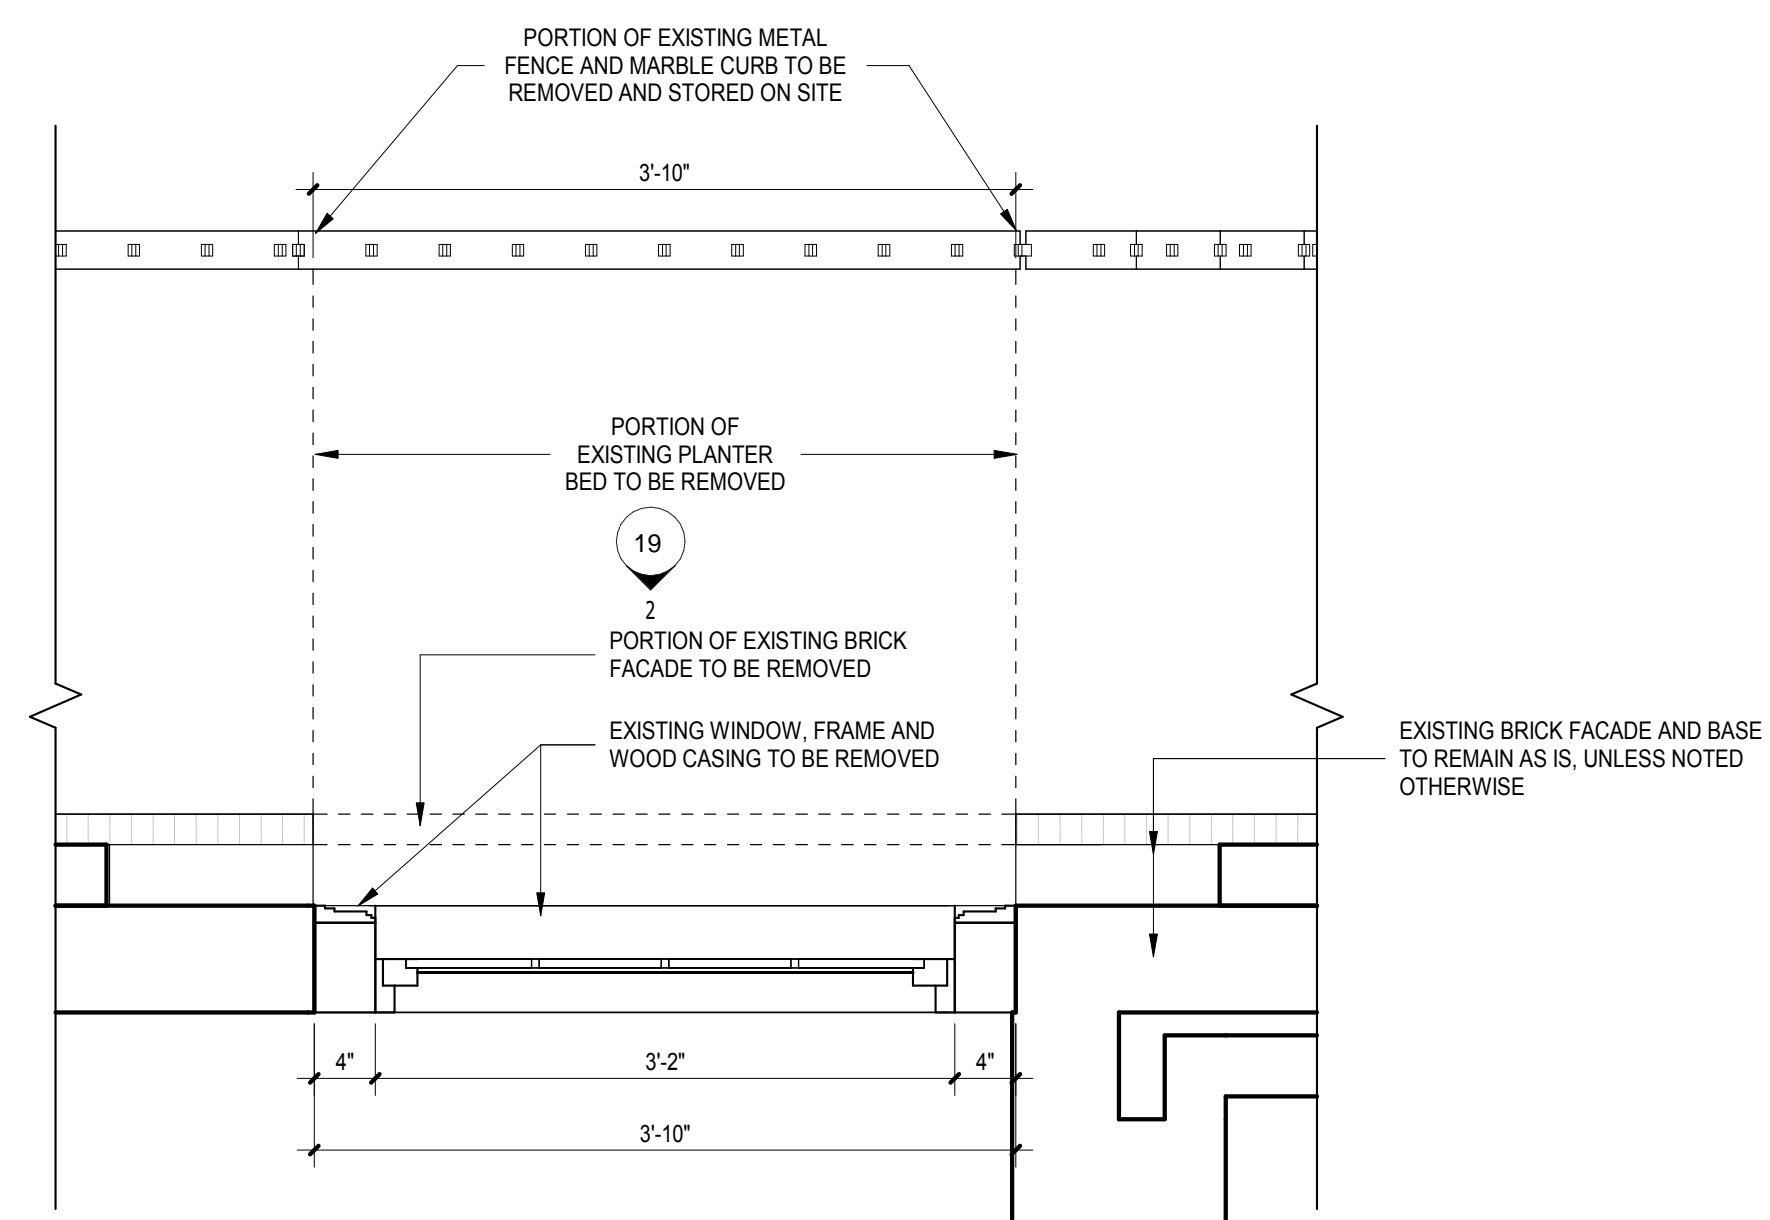 PORTION OF EXISTING METAL
FENCE AND MARBLE CURB TO BE
REMOVED AND STORED ON SITE
3'-10"
PORTION OF
EXISTING PLANTER
BED TO BE REMOVED
19
2
PORTION OF EXISTING BRICK
FACADE TO BE REMOVED
EXISTING WINDOW, FRAME AND
WOOD CASING TO BE REMOVED
EXISTING BRICK FACADE AND BASE
TO REMAIN AS IS, UNLESS NOTED
OTHERWISE
4"
3'-2"
4"
3'-10"